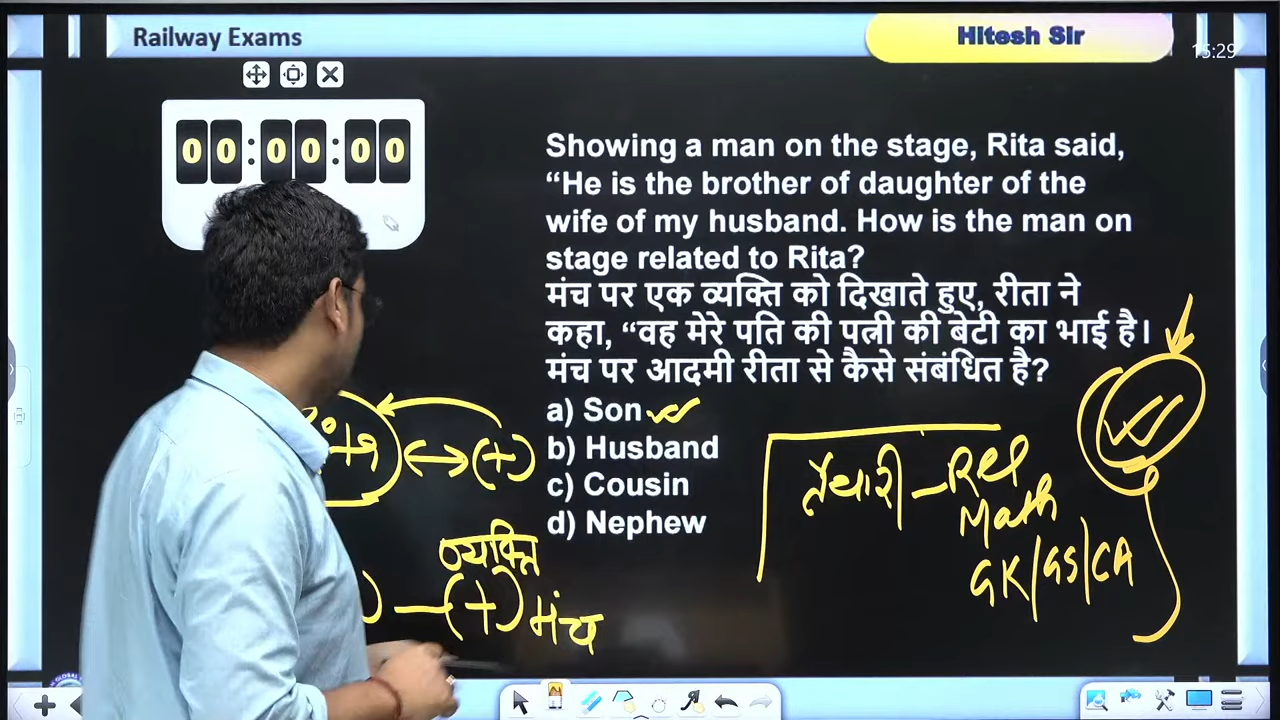 Railway Exams
Hitesh Sir
15:29
00:00:00
Showing a man on the stage, Rita said,
“He is the brother of daughter of the
wife of my husband. How is the man on
stage related to Rita?
मंच पर एक व्यक्ति को दिखाते हुए, रीता ने
कहा, “वह मेरे पति की पत्नी की बेटी का भाई है।
मंच पर आदमी रीता से कैसे संबंधित है?
a) Son
b) Husband
c) Cousin
d) Nephew
(+)
व्यक्ति
(+) मंच
तैयारी – Rel
Math
GK/GS/CA